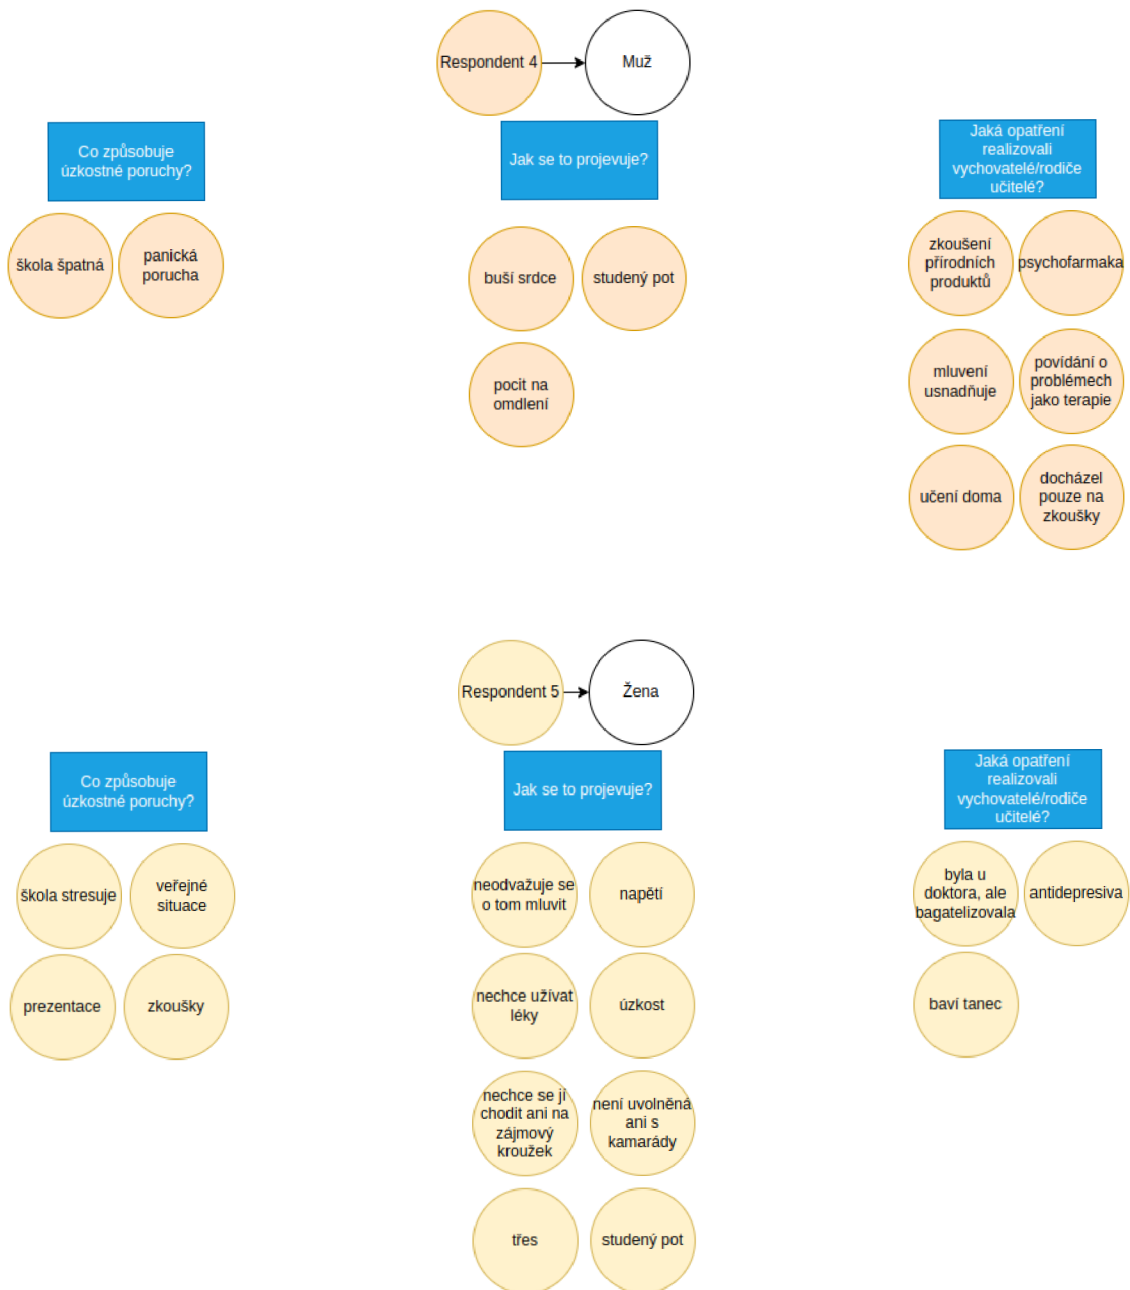 Respondent 4
Muž
Co způsobuje
úzkostné poruchy?
Jak se to projevuje?
Jaká opatření
realizovali
vychovatelé/rodiče
učitelé?
škola špatná
panická
porucha
buší srdce
studený pot
pocit na
omdlení
zkoušení
přírodních
produktů
psychofarmaka
mluvení
usnadňuje
povídání o
problémech
jako terapie
učení doma
docházel
pouze na
zkoušky
Respondent 5
Žena
Co způsobuje
úzkostné poruchy?
Jak se to projevuje?
Jaká opatření
realizovali
vychovatelé/rodiče
učitelé?
škola stresuje
veřejné
situace
prezentace
zkoušky
neodvažuje se
o tom mluvit
napětí
nechce užívat
léky
úzkost
nechce se jí
chodit ani na
zájmový
kroužek
není uvolněná
ani s
kamarády
třes
studený pot
byla u
doktora, ale
bagatelizovala
antidepresiva
baví tanec